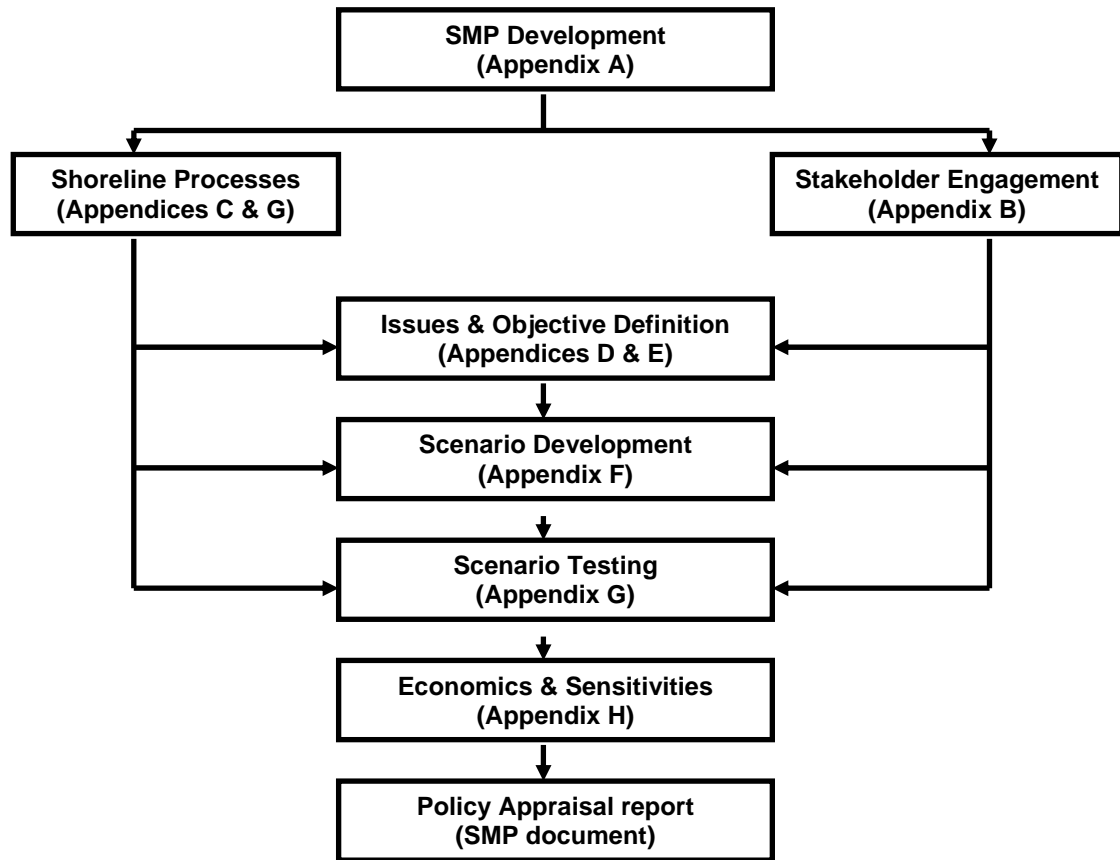 SMP Development
(Appendix A)
Shoreline Processes
(Appendices C & G)
Stakeholder Engagement
(Appendix B)
Issues & Objective Definition
(Appendices D & E)
Scenario Development
(Appendix F)
Scenario Testing
(Appendix G)
Economics & Sensitivities
(Appendix H)
Policy Appraisal report
(SMP document)